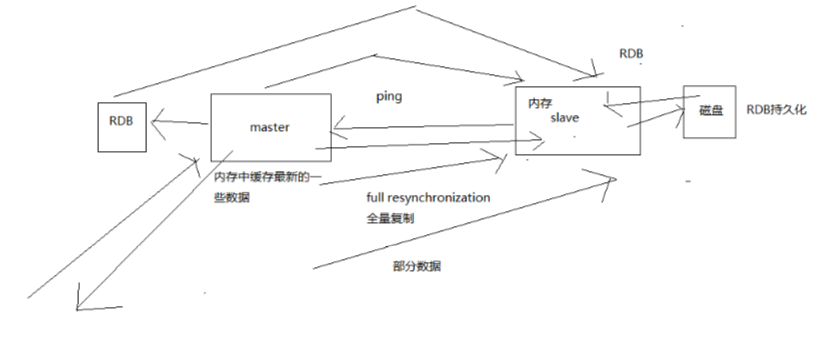 RDB
ping
RDB
master
内存
slave
磁盘
RDB持久化
内存中缓存最新的一
些数据
full resynchronization
全量复制
部分数据